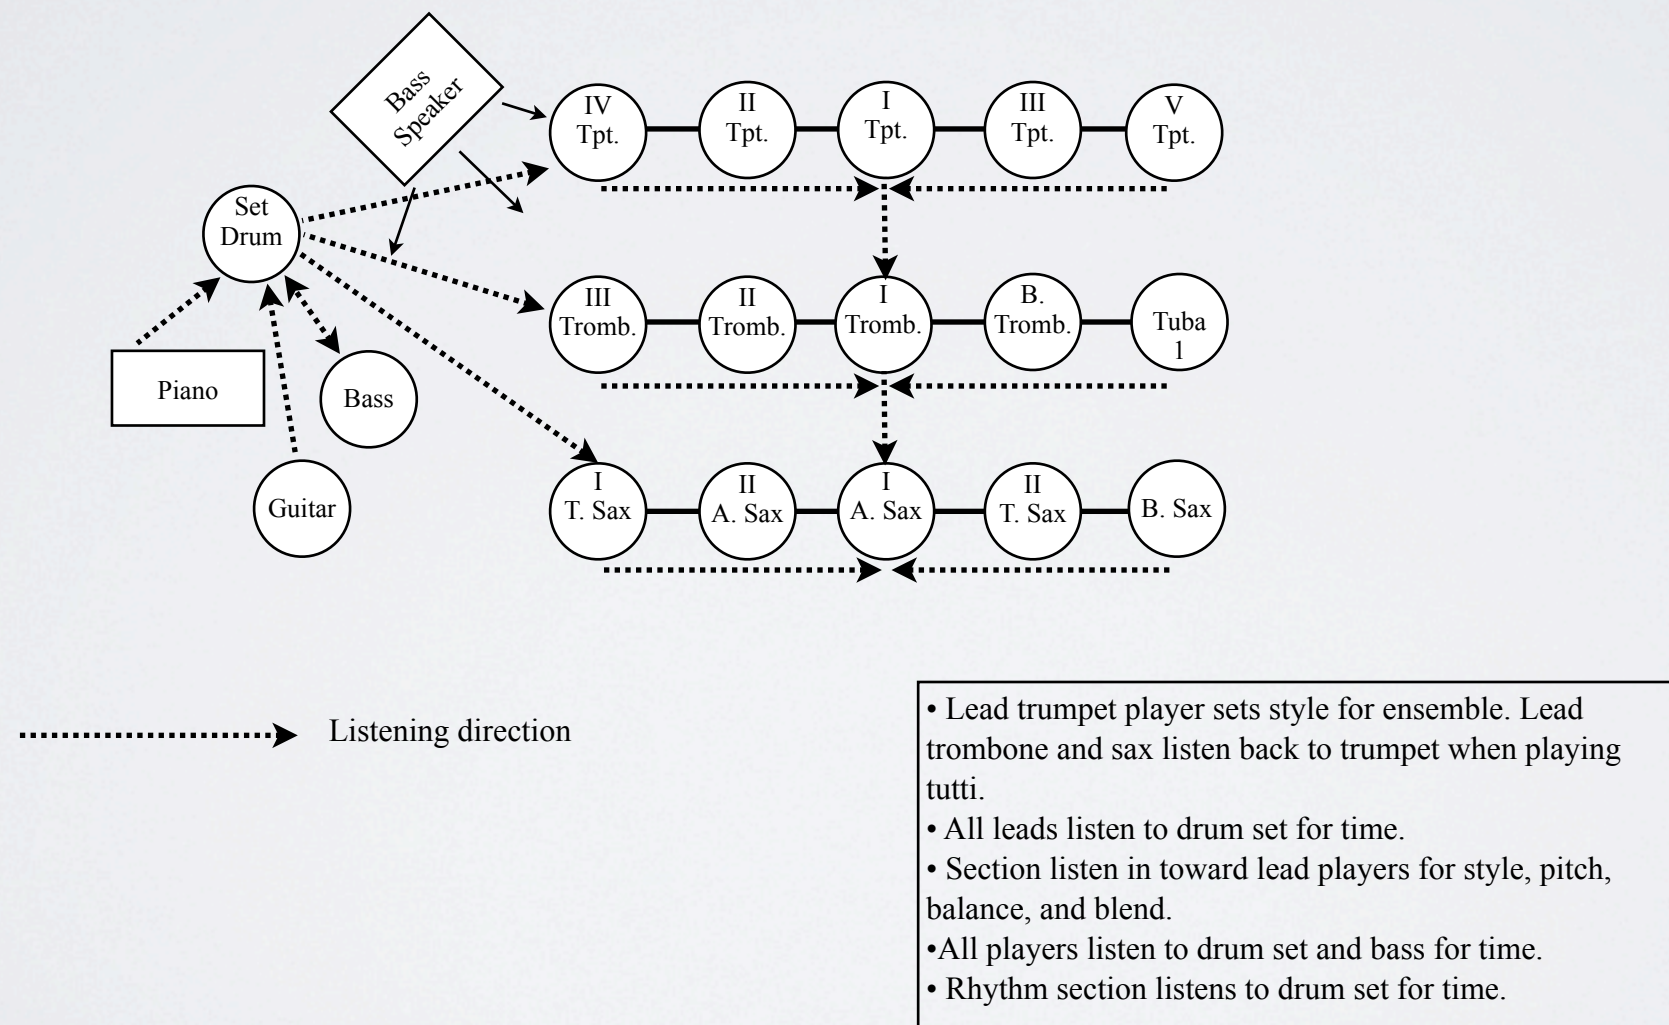 Bass
Speaker
IV
Tpt.
II
Tpt.
I
Tpt.
III
Tpt.
V
Tpt.
Set
Drum
III
Tromb.
II
Tromb.
I
Tromb.
B.
Tromb.
Tuba
1
Piano
Bass
Guitar
I
T. Sax
II
A. Sax
I
A. Sax
II
T. Sax
B. Sax
Listening direction
• Lead trumpet player sets style for ensemble. Lead
trombone and sax listen back to trumpet when playing
tutti.
• All leads listen to drum set for time.
• Section listen in toward lead players for style, pitch,
balance, and blend.
•All players listen to drum set and bass for time.
• Rhythm section listens to drum set for time.